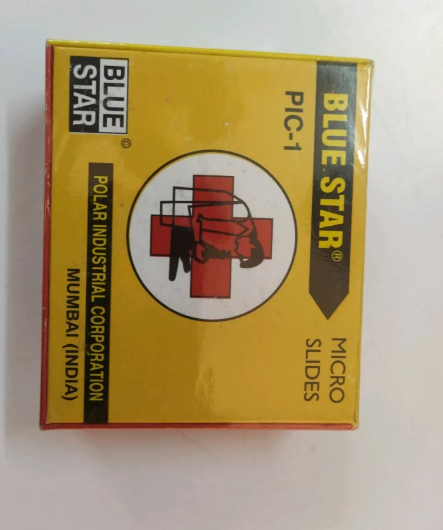 BLUE STAR®
PIC-1
MICRO
SLIDES
BLUE
STAR
©
POLAR INDUSTRIAL CORPORATION
MUMBAI (INDIA)